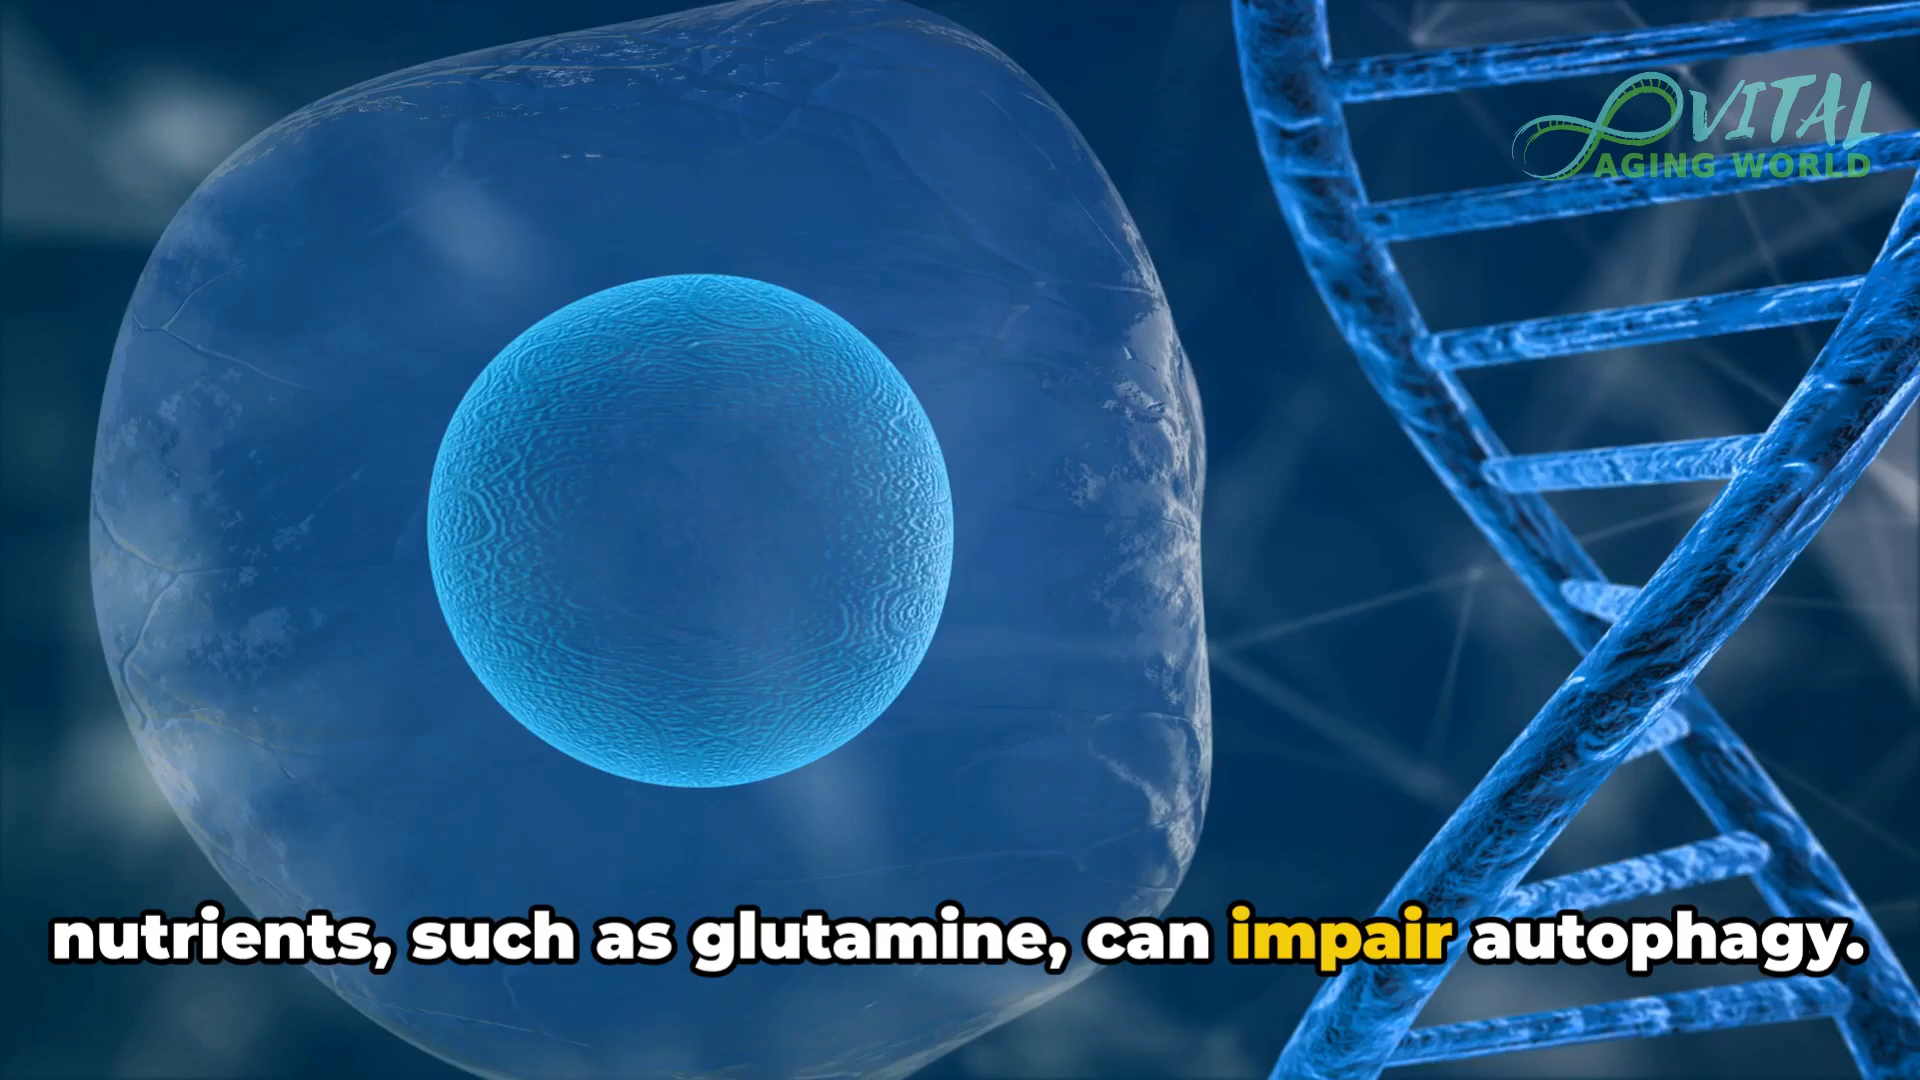 VITAL
AGING WORLD
nutrients, such as glutamine, can impair autophagy.